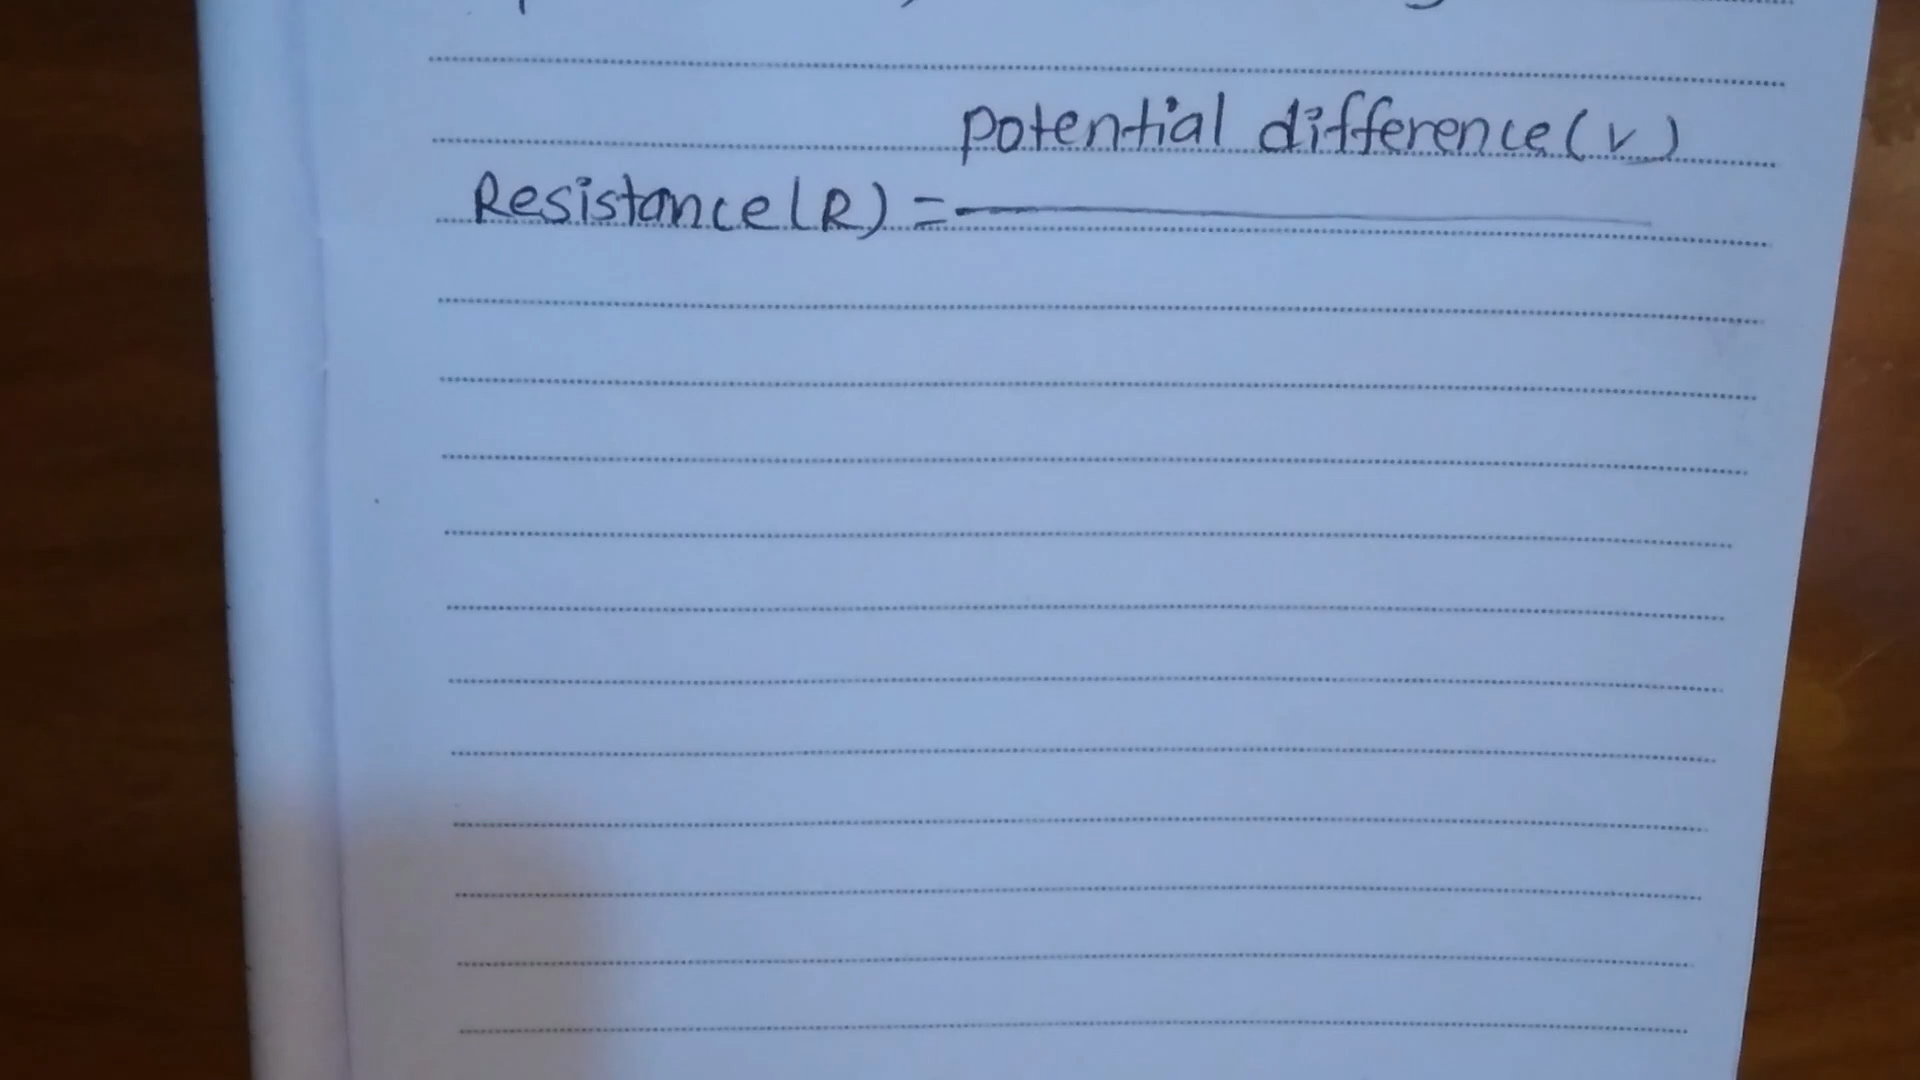 potential difference(v)
Resistance(R) =